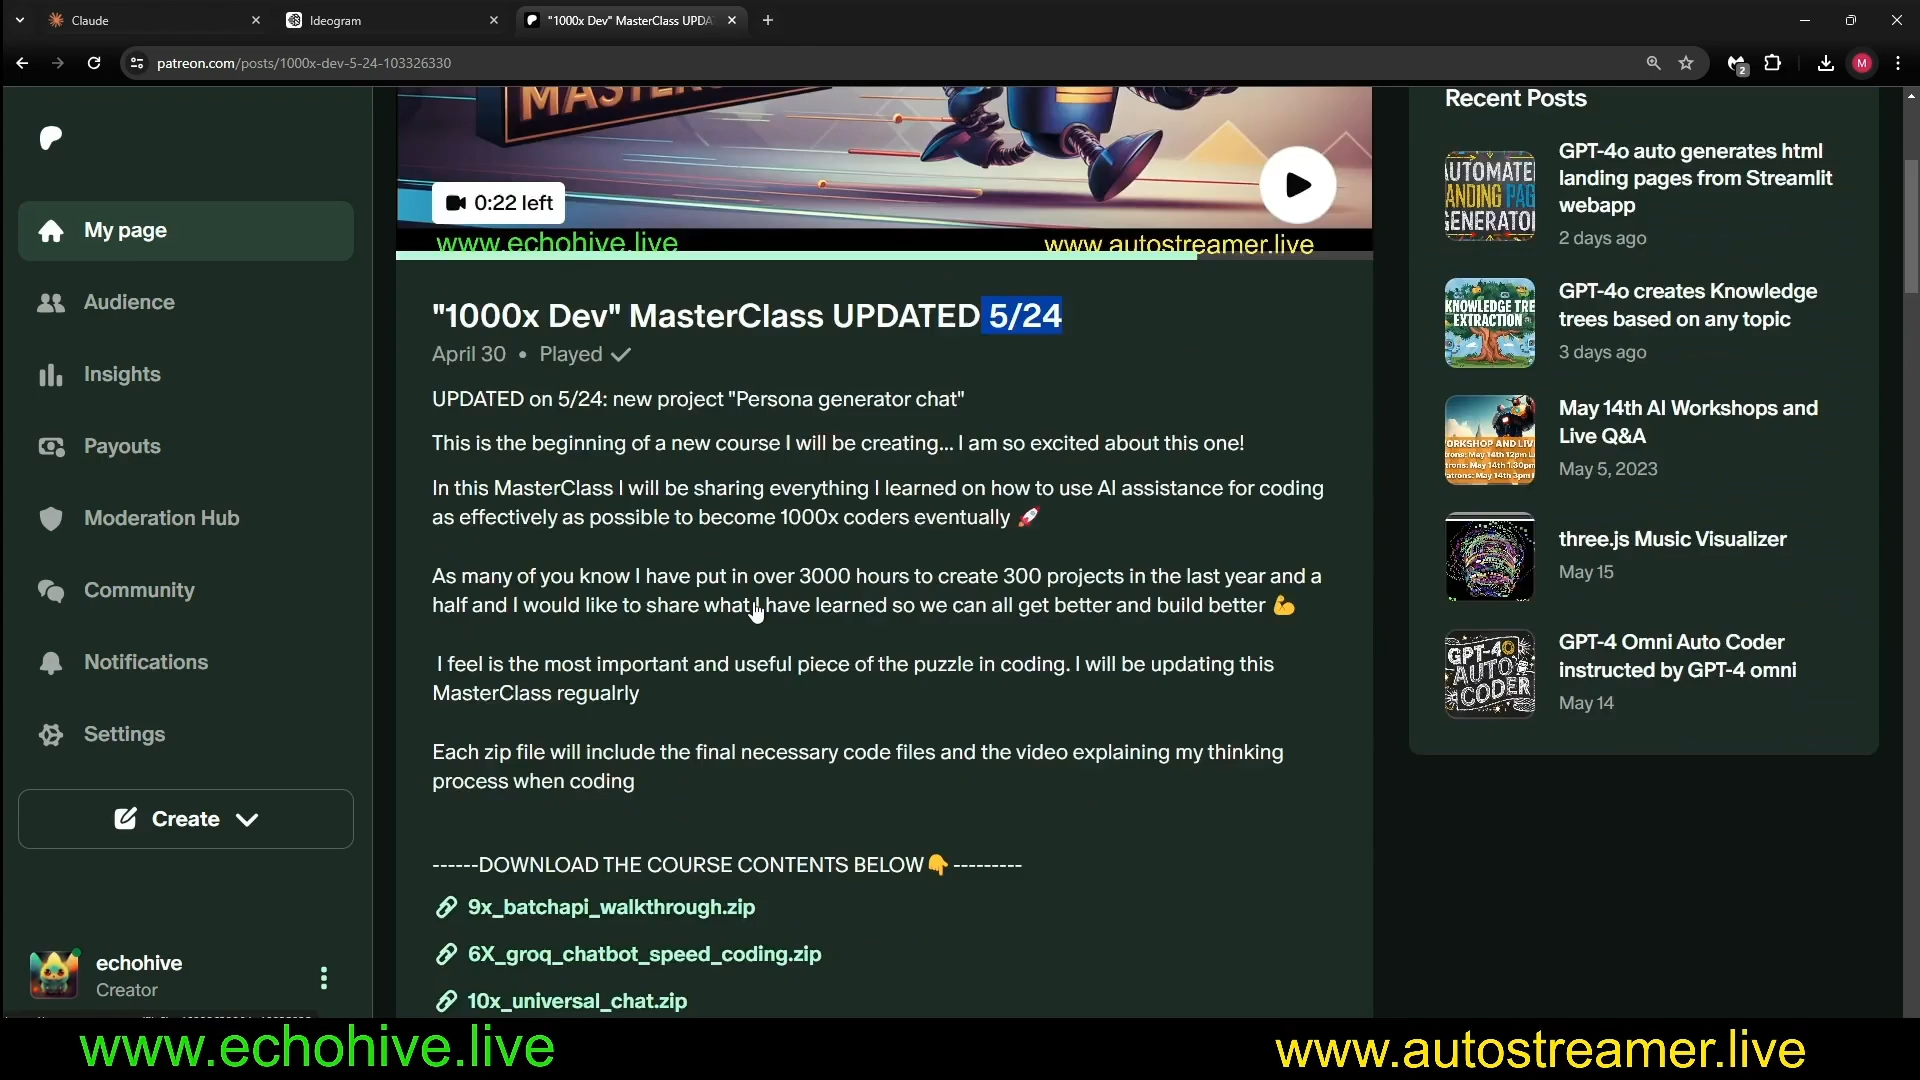 Claude
Ideogram
"1000x Dev" MasterClass UPDA
patreon.com/posts/1000x-dev-5-24-103326330
2
M
My page
Audience
Insights
Payouts
Moderation Hub
Community
Notifications
Settings
Create
echohive
Creator
0:22 left
www.echohive.live
www.autostreamer.live
"1000x Dev" MasterClass UPDATED 5/24
April 30 • Played
UPDATED on 5/24: new project "Persona generator chat"
This is the beginning of a new course I will be creating... I am so excited about this one!
In this MasterClass I will be sharing everything I learned on how to use AI assistance for coding
as effectively as possible to become 1000x coders eventually 🚀
As many of you know I have put in over 3000 hours to create 300 projects in the last year and a
half and I would like to share what I have learned so we can all get better and build better 💪
I feel is the most important and useful piece of the puzzle in coding. I will be updating this
MasterClass regualrly
Each zip file will include the final necessary code files and the video explaining my thinking
process when coding
------DOWNLOAD THE COURSE CONTENTS BELOW👇---------
9x_batchapi_walkthrough.zip
6X_groq_chatbot_speed_coding.zip
10x_universal_chat.zip
Recent Posts
GPT-4o auto generates html
landing pages from Streamlit
webapp
2 days ago
GPT-4o creates Knowledge
trees based on any topic
3 days ago
May 14th AI Workshops and
Live Q&A
May 5, 2023
three.js Music Visualizer
May 15
GPT-4 Omni Auto Coder
instructed by GPT-4 omni
May 14
KNOWLEDGE TRE
EXTRACTION
GPT-4O
AUTO
CODER
www.echohive.live
www.autostreamer.live